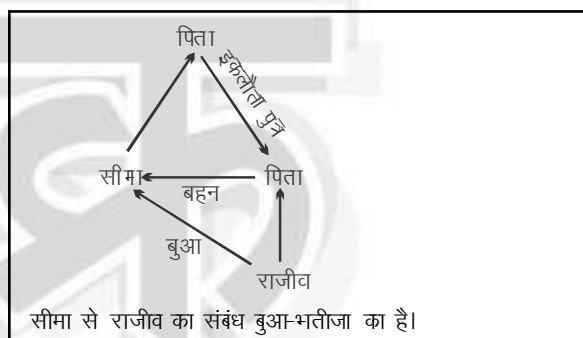 पिता
इकलौता पुत्र
सीमा
पिता
बहन
बुआ
राजीव
सीमा से राजीव का संबंध बुआ-भतीजा का है।